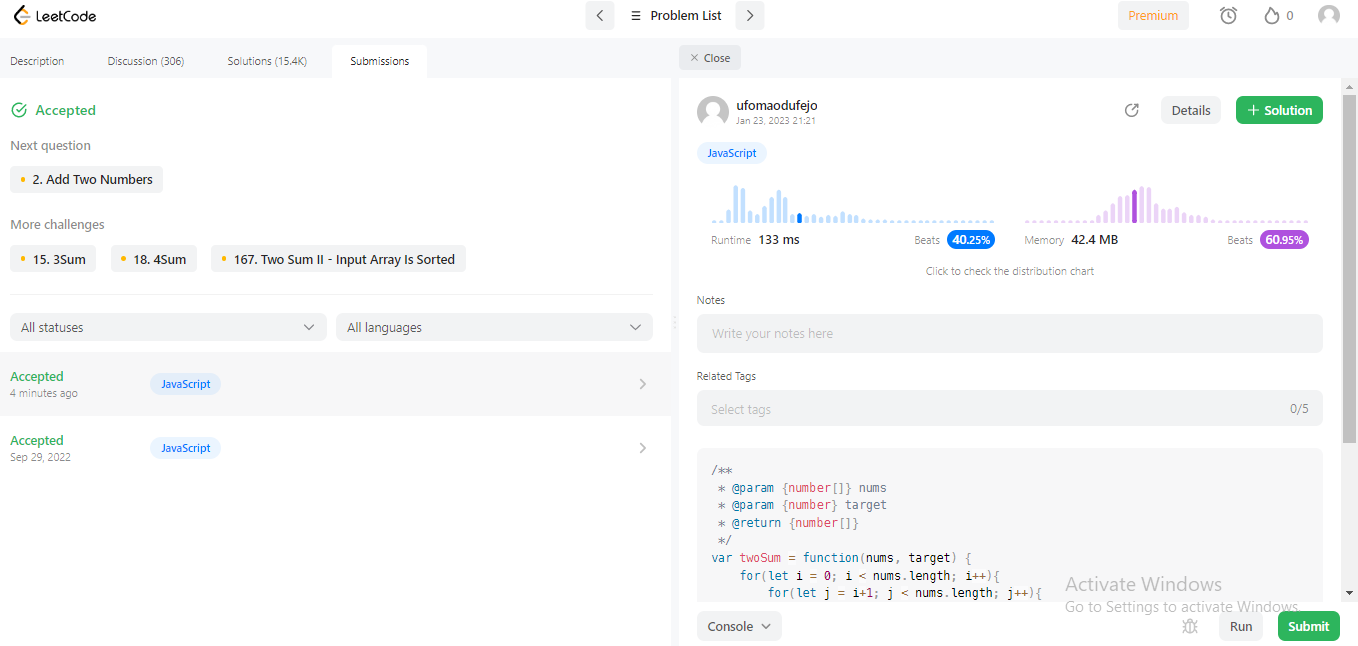 LeetCode
Problem List
Premium
0
Description
Discussion (306)
Solutions (15.4K)
Submissions
Accepted
Next question
2. Add Two Numbers
More challenges
15. 3Sum
18. 4Sum
167. Two Sum II - Input Array Is Sorted
All statuses
All languages
Accepted
4 minutes ago
JavaScript
Accepted
Sep 29, 2022
JavaScript
Close
ufomaodufejo
Jan 23, 2023 21:21
Details
+ Solution
JavaScript
Runtime 133 ms
Beats 40.25%
Memory 42.4 MB
Beats 60.95%
Click to check the distribution chart
Notes
Write your notes here
Related Tags
Select tags
0/5
/**
 * @param {number[]} nums
 * @param {number} target
 * @return {number[]}
 */
var twoSum = function(nums, target) {
    for(let i = 0; i < nums.length; i++){
        for(let j = i+1; j < nums.length; j++){
Activate Windows
Go to Settings to activate Windows.
Console
Run
Submit